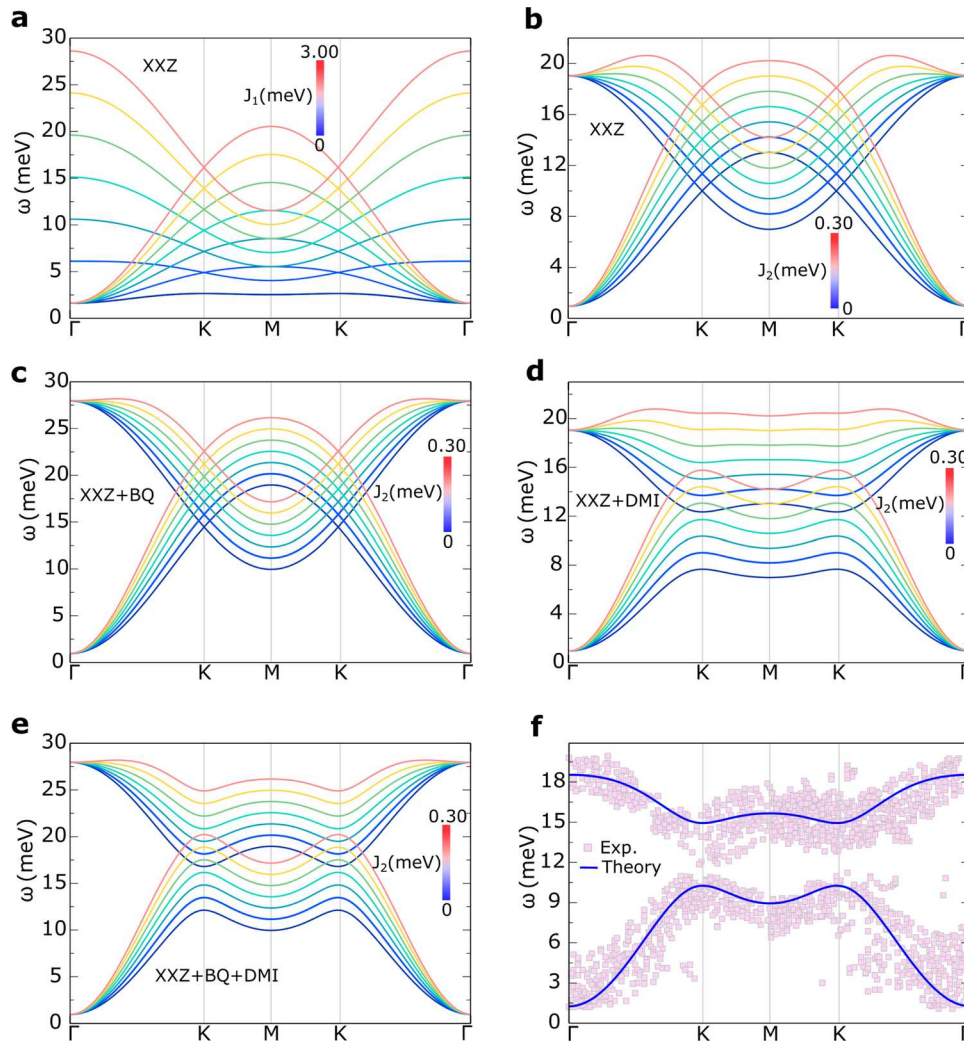 a
30
25
20
15
10
5
0
ω (meV)
XXZ
3.00
J₁(meV)
0
Γ K M K Γ
b
20
16
12
8
4
0
ω (meV)
XXZ
0.30
J₂(meV)
0
Γ K M K Γ
c
30
25
20
15
10
5
0
ω (meV)
XXZ+BQ
0.30
J₂(meV)
0
Γ K M K Γ
d
20
16
12
8
4
0
ω (meV)
XXZ+DMI
0.30
J₂(meV)
0
Γ K M K Γ
e
30
25
20
15
10
5
0
ω (meV)
0.30
J₂(meV)
0
XXZ+BQ+DMI
Γ K M K Γ
f
18
15
12
9
6
3
0
ω (meV)
Exp.
Theory
Γ K M K Γ